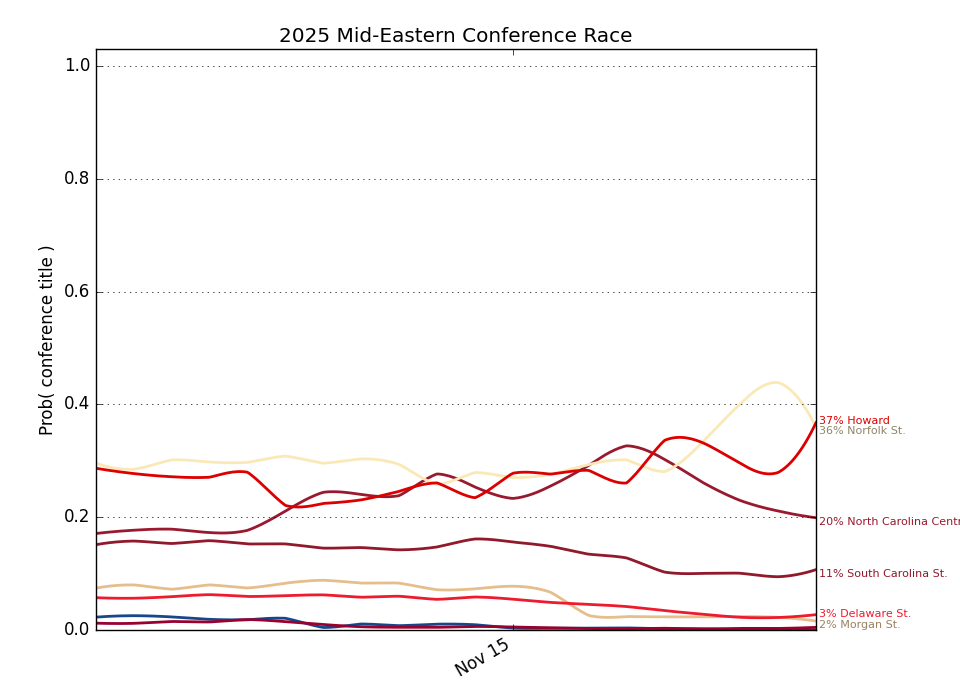 2025 Mid-Eastern Conference Race
Prob( conference title )
1.0
0.8
0.6
0.4
0.2
0.0
Nov 15
37% Howard
36% Norfolk St.
20% North Carolina Centr
11% South Carolina St.
3% Delaware St.
2% Morgan St.